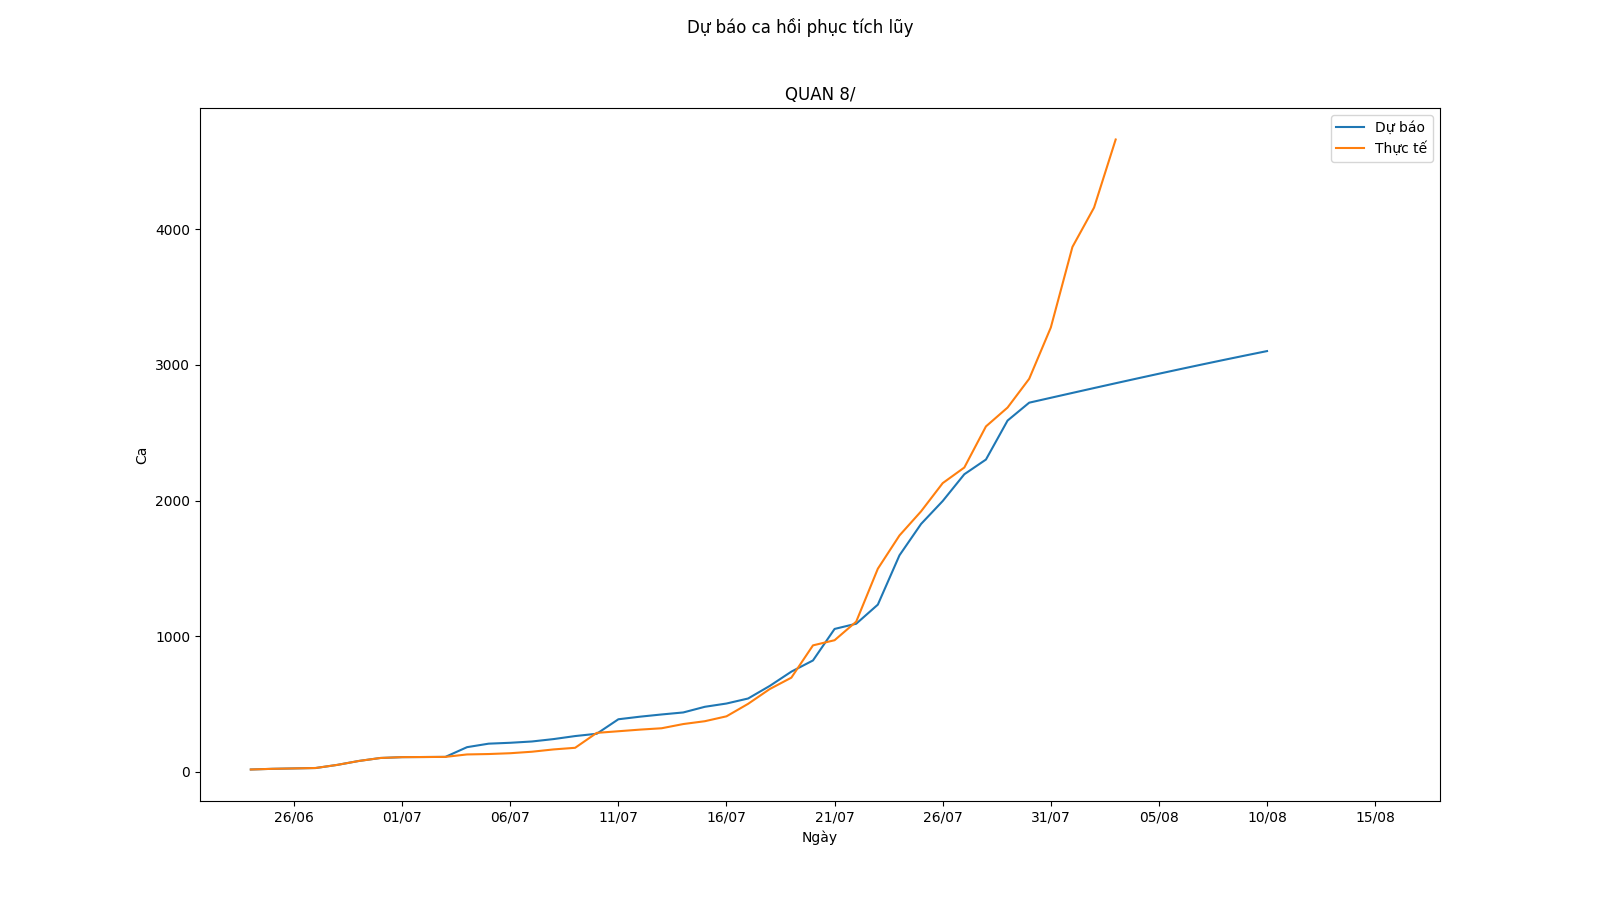 Dự báo ca hồi phục tích lũy
QUAN 8/
Dự báo
Thực tế
4000
3000
2000
1000
0
Ca
26/06 01/07 06/07 11/07 16/07 21/07 26/07 31/07 05/08 10/08 15/08
Ngày